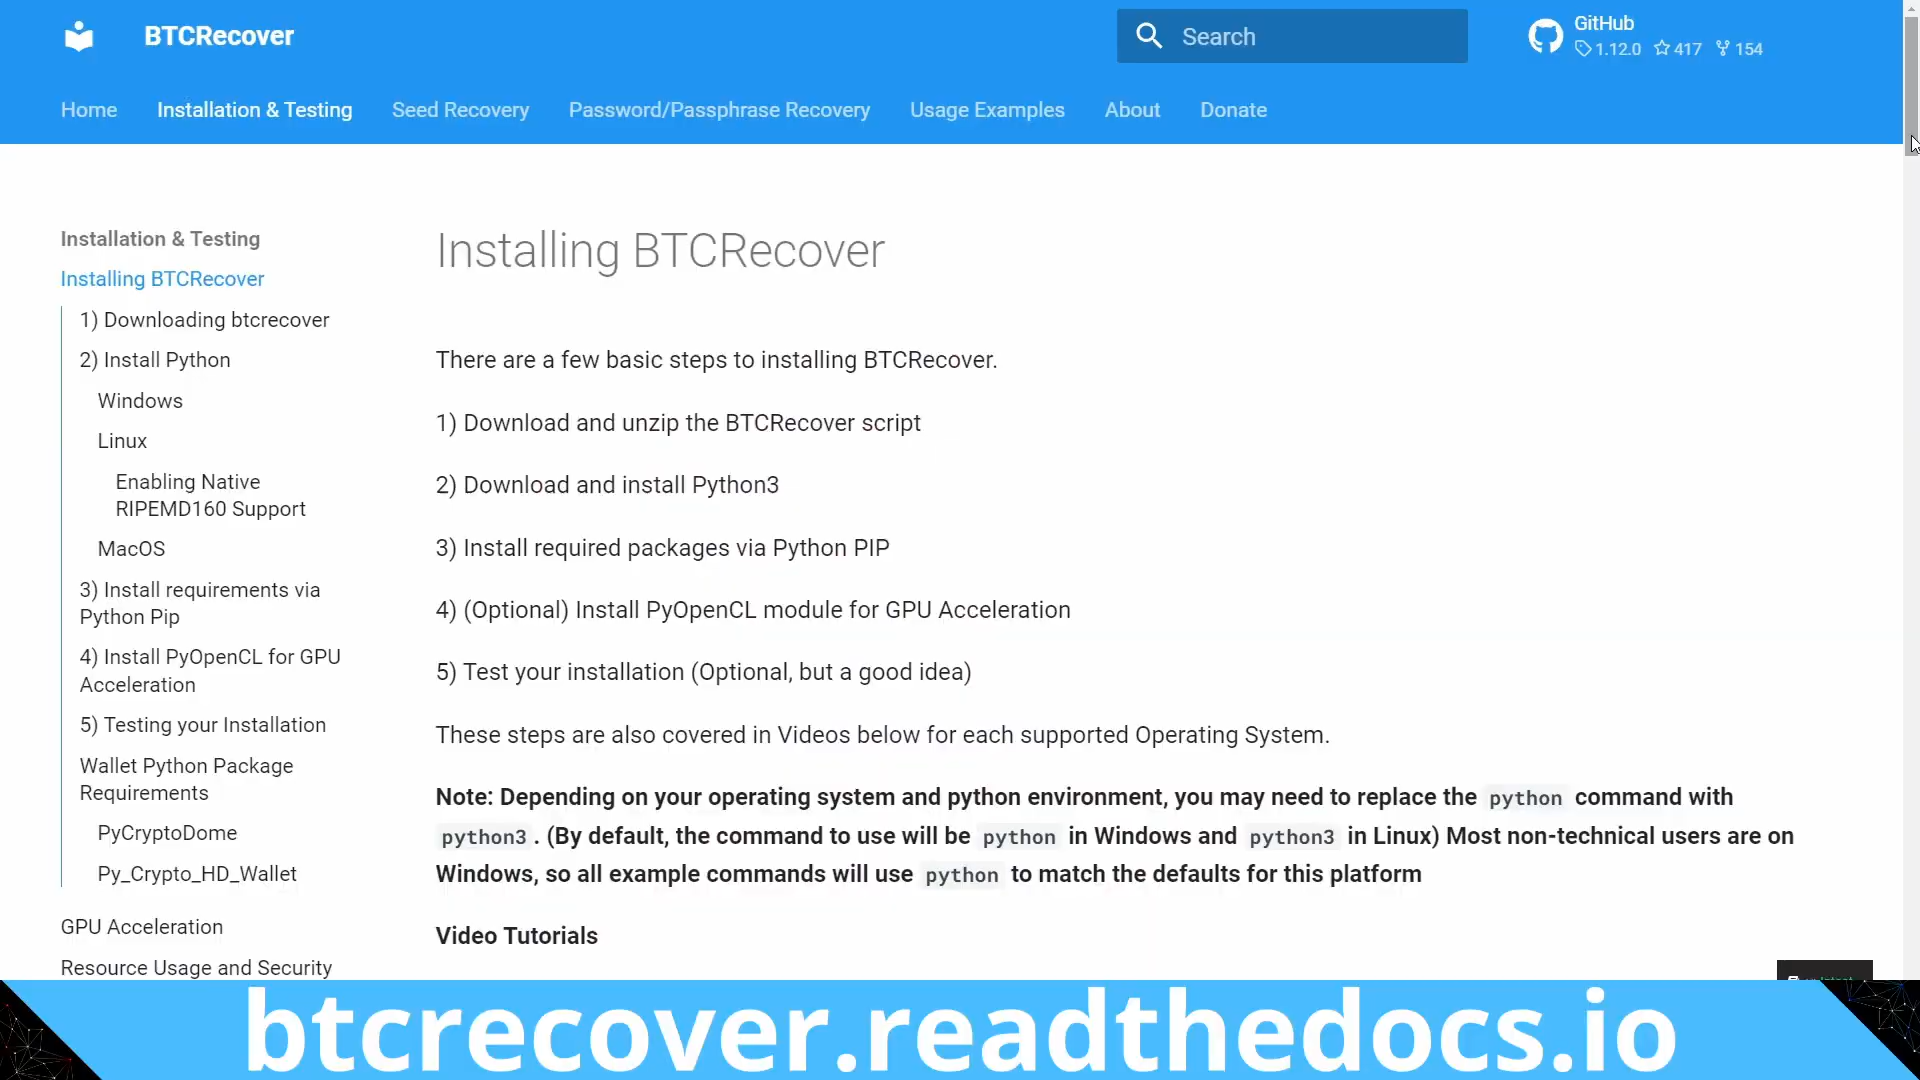 BTCRecover
Search
GitHub
1.12.0 417 154
Home Installation & Testing Seed Recovery Password/Passphrase Recovery Usage Examples About Donate
Installation & Testing
Installing BTCRecover
1) Downloading btcrecover
2) Install Python
Windows
Linux
Enabling Native
RIPEMD160 Support
MacOS
3) Install requirements via
Python Pip
4) Install PyOpenCL for GPU
Acceleration
5) Testing your Installation
Wallet Python Package
Requirements
PyCryptoDome
Py_Crypto_HD_Wallet
GPU Acceleration
Resource Usage and Security
Installing BTCRecover
There are a few basic steps to installing BTCRecover.
1) Download and unzip the BTCRecover script
2) Download and install Python3
3) Install required packages via Python PIP
4) (Optional) Install PyOpenCL module for GPU Acceleration
5) Test your installation (Optional, but a good idea)
These steps are also covered in Videos below for each supported Operating System.
Note: Depending on your operating system and python environment, you may need to replace the python command with
python3. (By default, the command to use will be python in Windows and python3 in Linux) Most non-technical users are on
Windows, so all example commands will use python to match the defaults for this platform
Video Tutorials
btcrecover.readthedocs.io